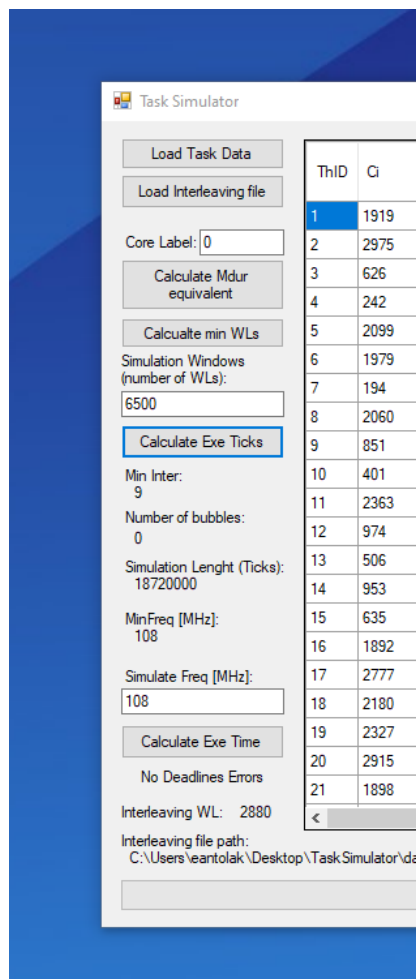 Task Simulator
Load Task Data
Load Interleaving file
Core Label: 0
Calculate Mdur
equivalent
Calcualte min WLs
Simulation Windows
(number of WLs):
6500
Calculate Exe Ticks
Min Inter:
9
Number of bubbles:
0
Simulation Lenght (Ticks):
18720000
MinFreq [MHz]:
108
Simulate Freq [MHz]:
108
Calculate Exe Time
No Deadlines Errors
Interleaving WL: 2880
Interleaving file path:
C:\Users\eantolak\Desktop\TaskSimulator\da
ThID Ci
1 1919
2 2975
3 626
4 242
5 2099
6 1979
7 194
8 2060
9 851
10 401
11 2363
12 974
13 506
14 953
15 635
16 1892
17 2777
18 2180
19 2327
20 2915
21 1898